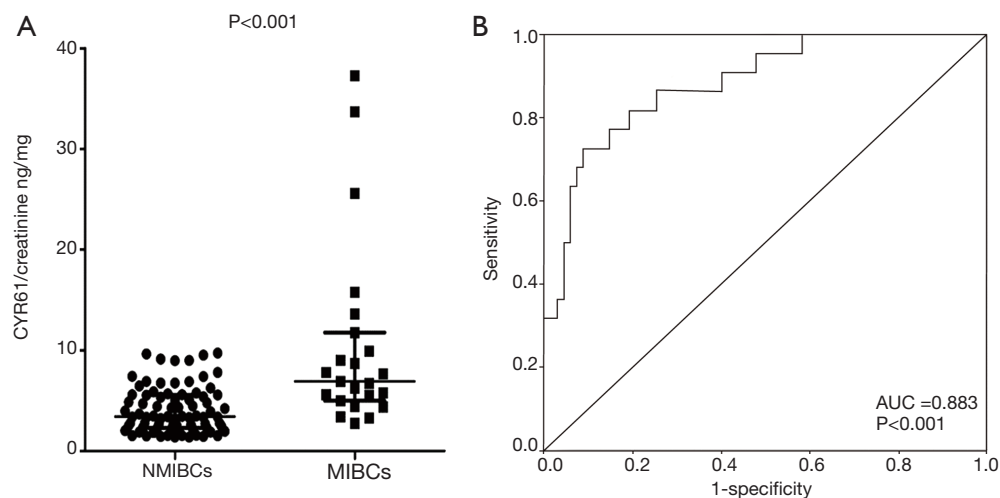 A
P<0.001
CYR61/creatinine ng/mg
40
30
20
10
0
NMIBCs
MIBCs
B
Sensitivity
1.0
0.8
0.6
0.4
0.2
0.0
0.0
0.2
0.4
0.6
0.8
1.0
1-specificity
AUC =0.883
P<0.001